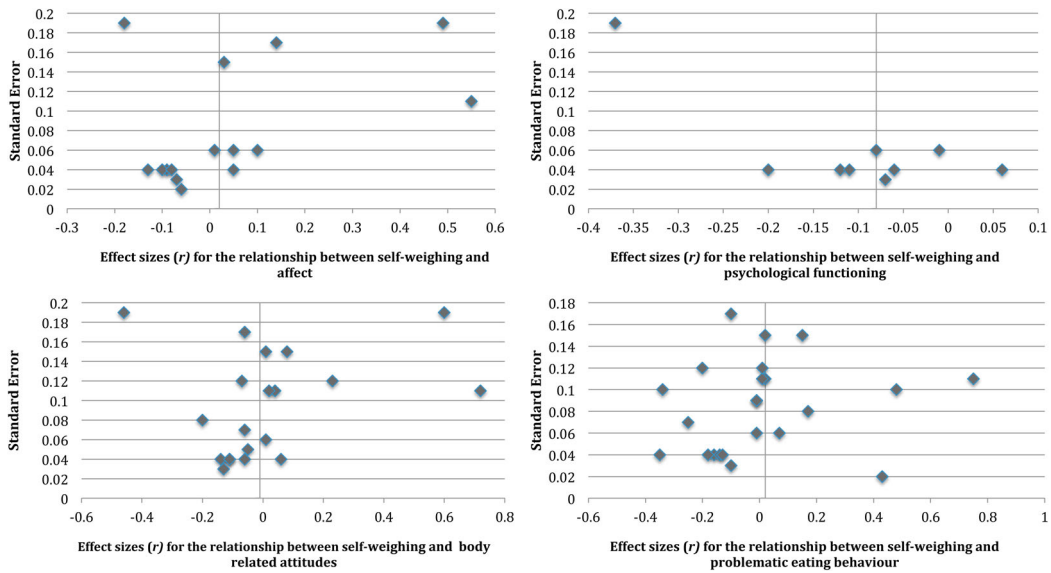 0.2
0.18
0.16
0.14
0.12
0.1
0.08
0.06
0.04
0.02
0
Standard Error
-0.3 -0.2 -0.1 0 0.1 0.2 0.3 0.4 0.5 0.6
Effect sizes (r) for the relationship between self-weighing and
affect
0.2
0.18
0.16
0.14
0.12
0.1
0.08
0.06
0.04
0.02
0
Standard Error
-0.4 -0.35 -0.3 -0.25 -0.2 -0.15 -0.1 -0.05 0 0.05 0.1
Effect sizes (r) for the relationship between self-weighing and
psychological functioning
0.2
0.18
0.16
0.14
0.12
0.1
0.08
0.06
0.04
0.02
0
Standard Error
-0.6 -0.4 -0.2 0 0.2 0.4 0.6 0.8
Effect sizes (r) for the relationship between self-weighing and body
related attitudes
0.18
0.16
0.14
0.12
0.1
0.08
0.06
0.04
0.02
0
Standard Error
-0.6 -0.4 -0.2 0 0.2 0.4 0.6 0.8 1
Effect sizes (r) for the relationship between self-weighing and
problematic eating behaviour